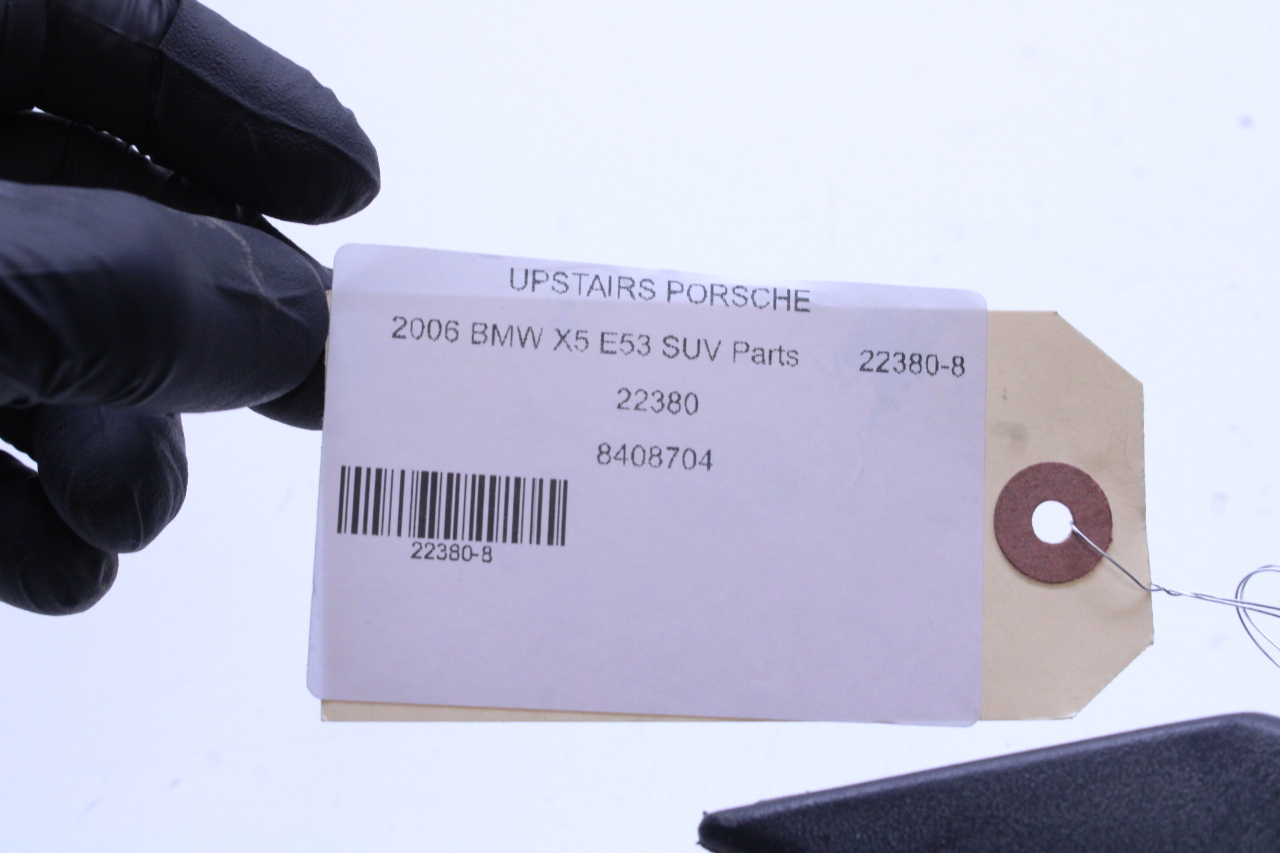 UPSTAIRS PORSCHE
2006 BMW X5 E53 SUV Parts 22380-8
22380
8408704
22380-8